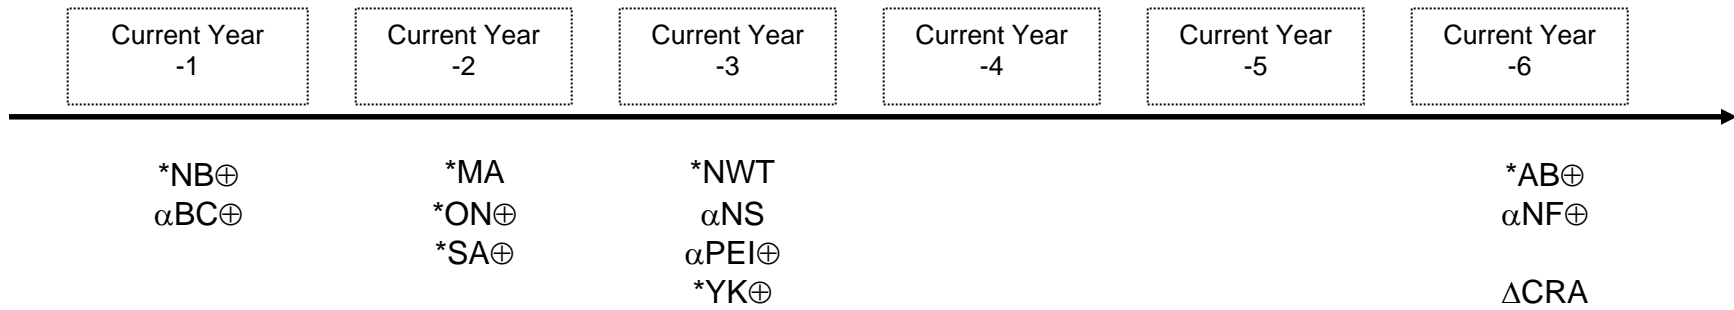 Current Year
-1
Current Year
-2
Current Year
-3
Current Year
-4
Current Year
-5
Current Year
-6
*NB⊕
αBC⊕
*MA
*ON⊕
*SA⊕
*NWT
αNS
αPEI⊕
*YK⊕
*AB⊕
αNF⊕
ΔCRA